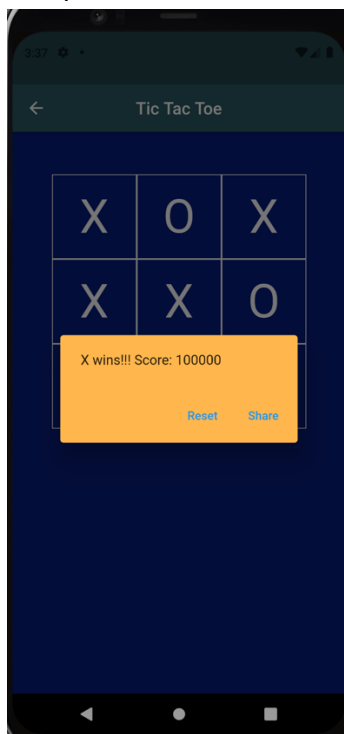 3:37
Tic Tac Toe
X O X
X X O
X wins!!! Score: 100000
Reset Share